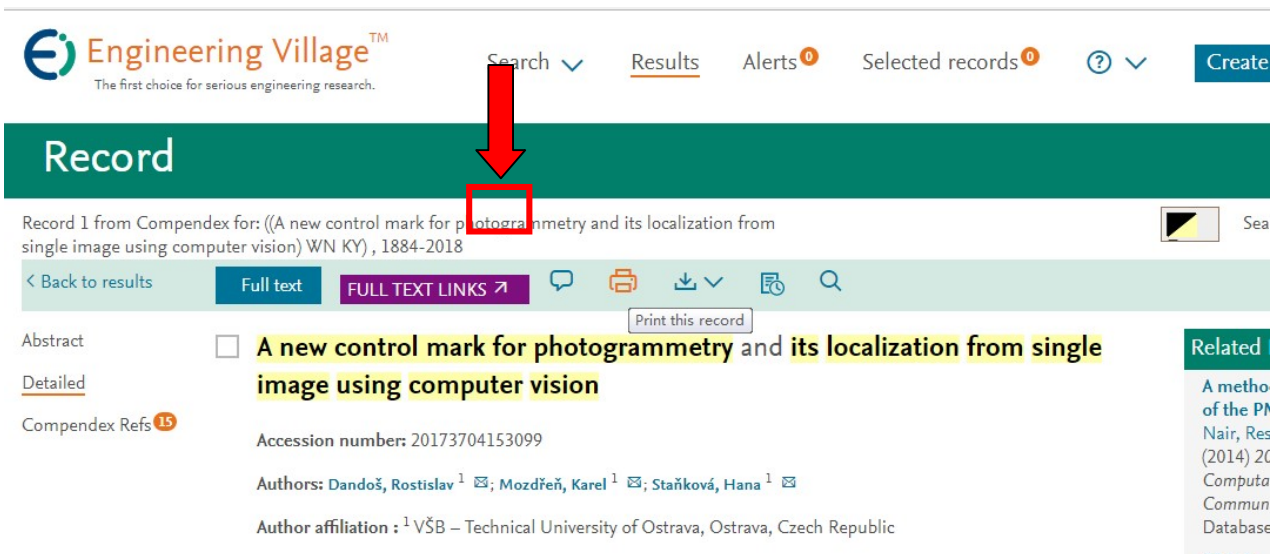 Engineering Village™
The first choice for serious engineering research.
Search Results Alerts 0 Selected records 0 ? Create
Record
Record 1 from Compendex for: ((A new control mark for photogrammetry and its localization from
single image using computer vision) WN KY) , 1884-2018
Sea
< Back to results Full text FULL TEXT LINKS
Print this record
Abstract
Detailed
Compendex Refs 15
A new control mark for photogrammetry and its localization from single
image using computer vision
Accession number: 20173704153099
Authors: Dandoš, Rostislav 1 ; Mozdřeň, Karel 1 ; Staňková, Hana 1
Author affiliation : 1 VŠB – Technical University of Ostrava, Ostrava, Czech Republic
Related
A metho
of the PM
Nair, Res
(2014) 20
Computa
Commun
Database